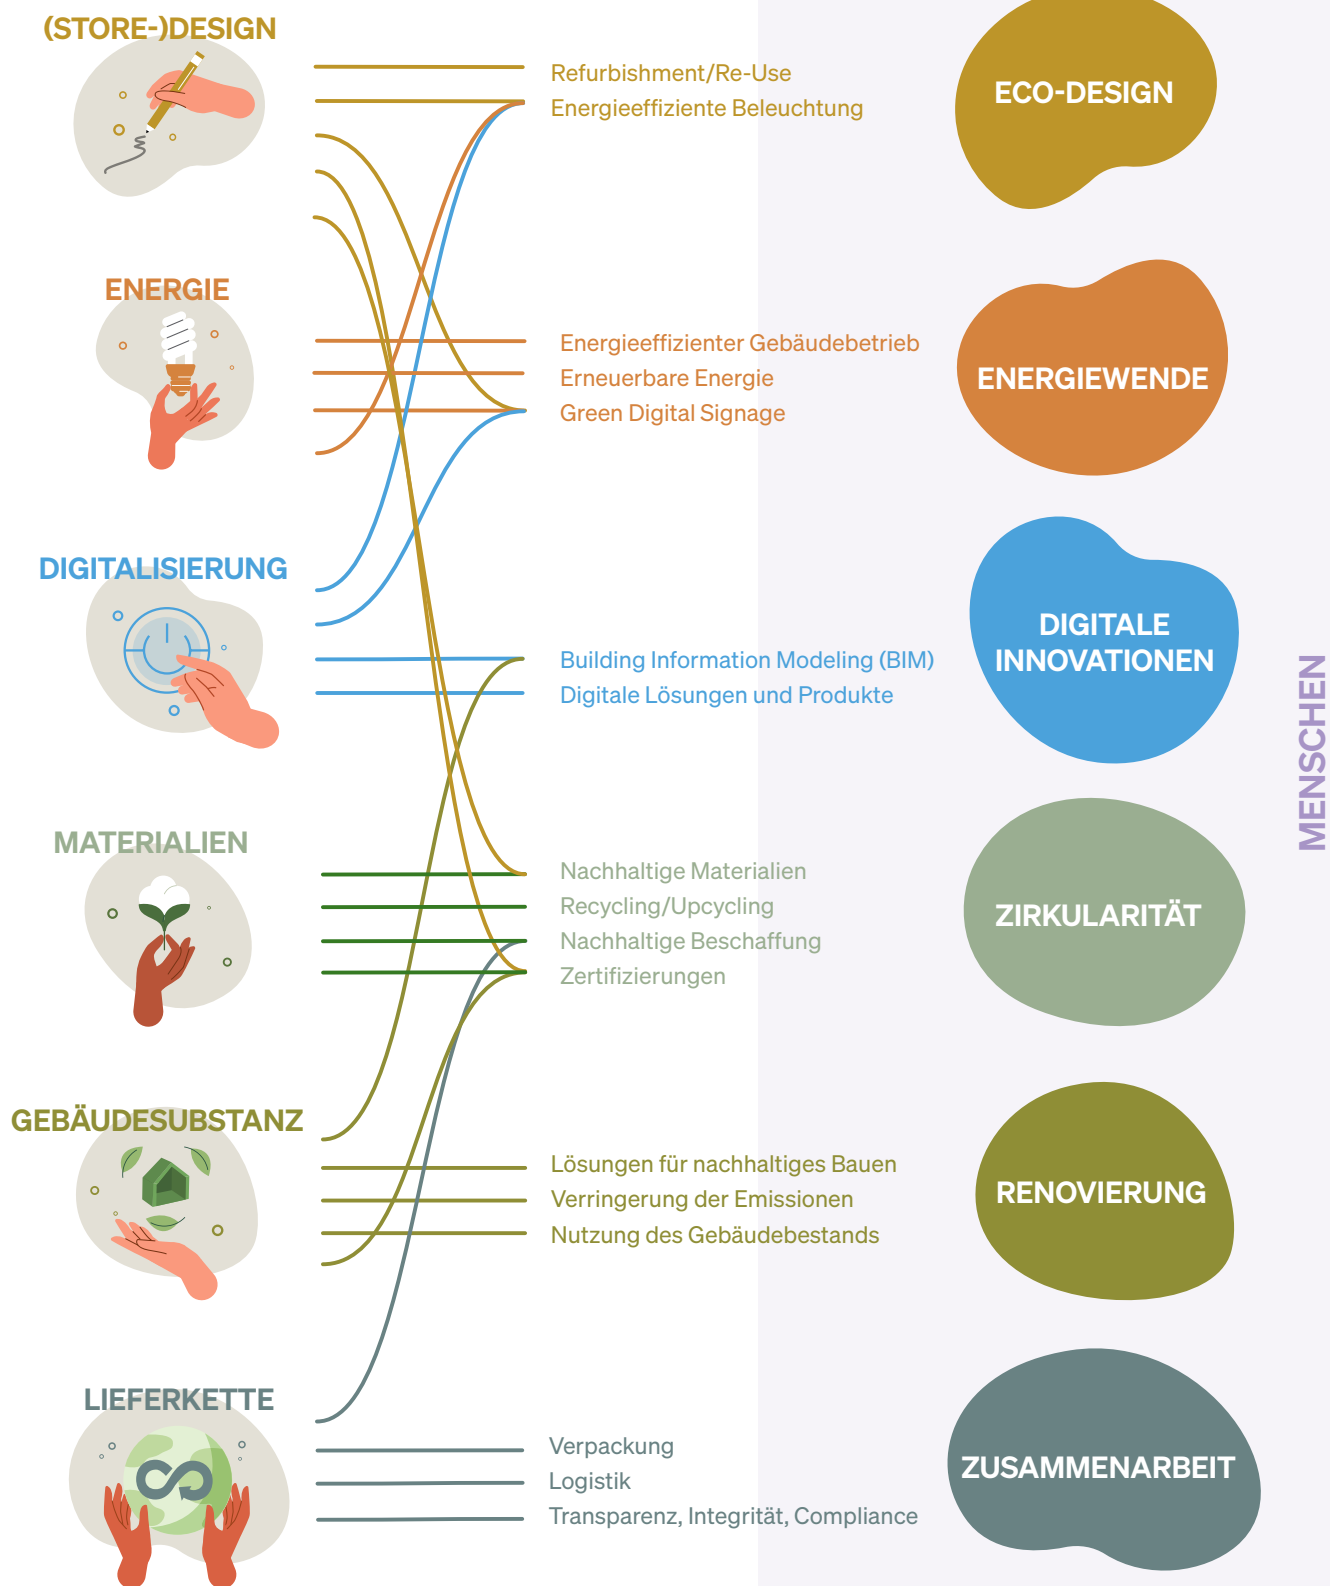 (STORE-)DESIGN
Refurbishment/Re-Use
Energieeffiziente Beleuchtung
ECO-DESIGN
ENERGIE
Energieeffizienter Gebäudebetrieb
Erneuerbare Energie
Green Digital Signage
ENERGIEWENDE
DIGITALISIERUNG
Building Information Modeling (BIM)
Digitale Lösungen und Produkte
DIGITALE
INNOVATIONEN
MENSCHEN
MATERIALIEN
Nachhaltige Materialien
Recycling/Upcycling
Nachhaltige Beschaffung
Zertifizierungen
ZIRKULARITÄT
GEBÄUDESUBSTANZ
Lösungen für nachhaltiges Bauen
Verringerung der Emissionen
Nutzung des Gebäudebestands
RENOVIERUNG
LIEFERKETTE
Verpackung
Logistik
Transparenz, Integrität, Compliance
ZUSAMMENARBEIT